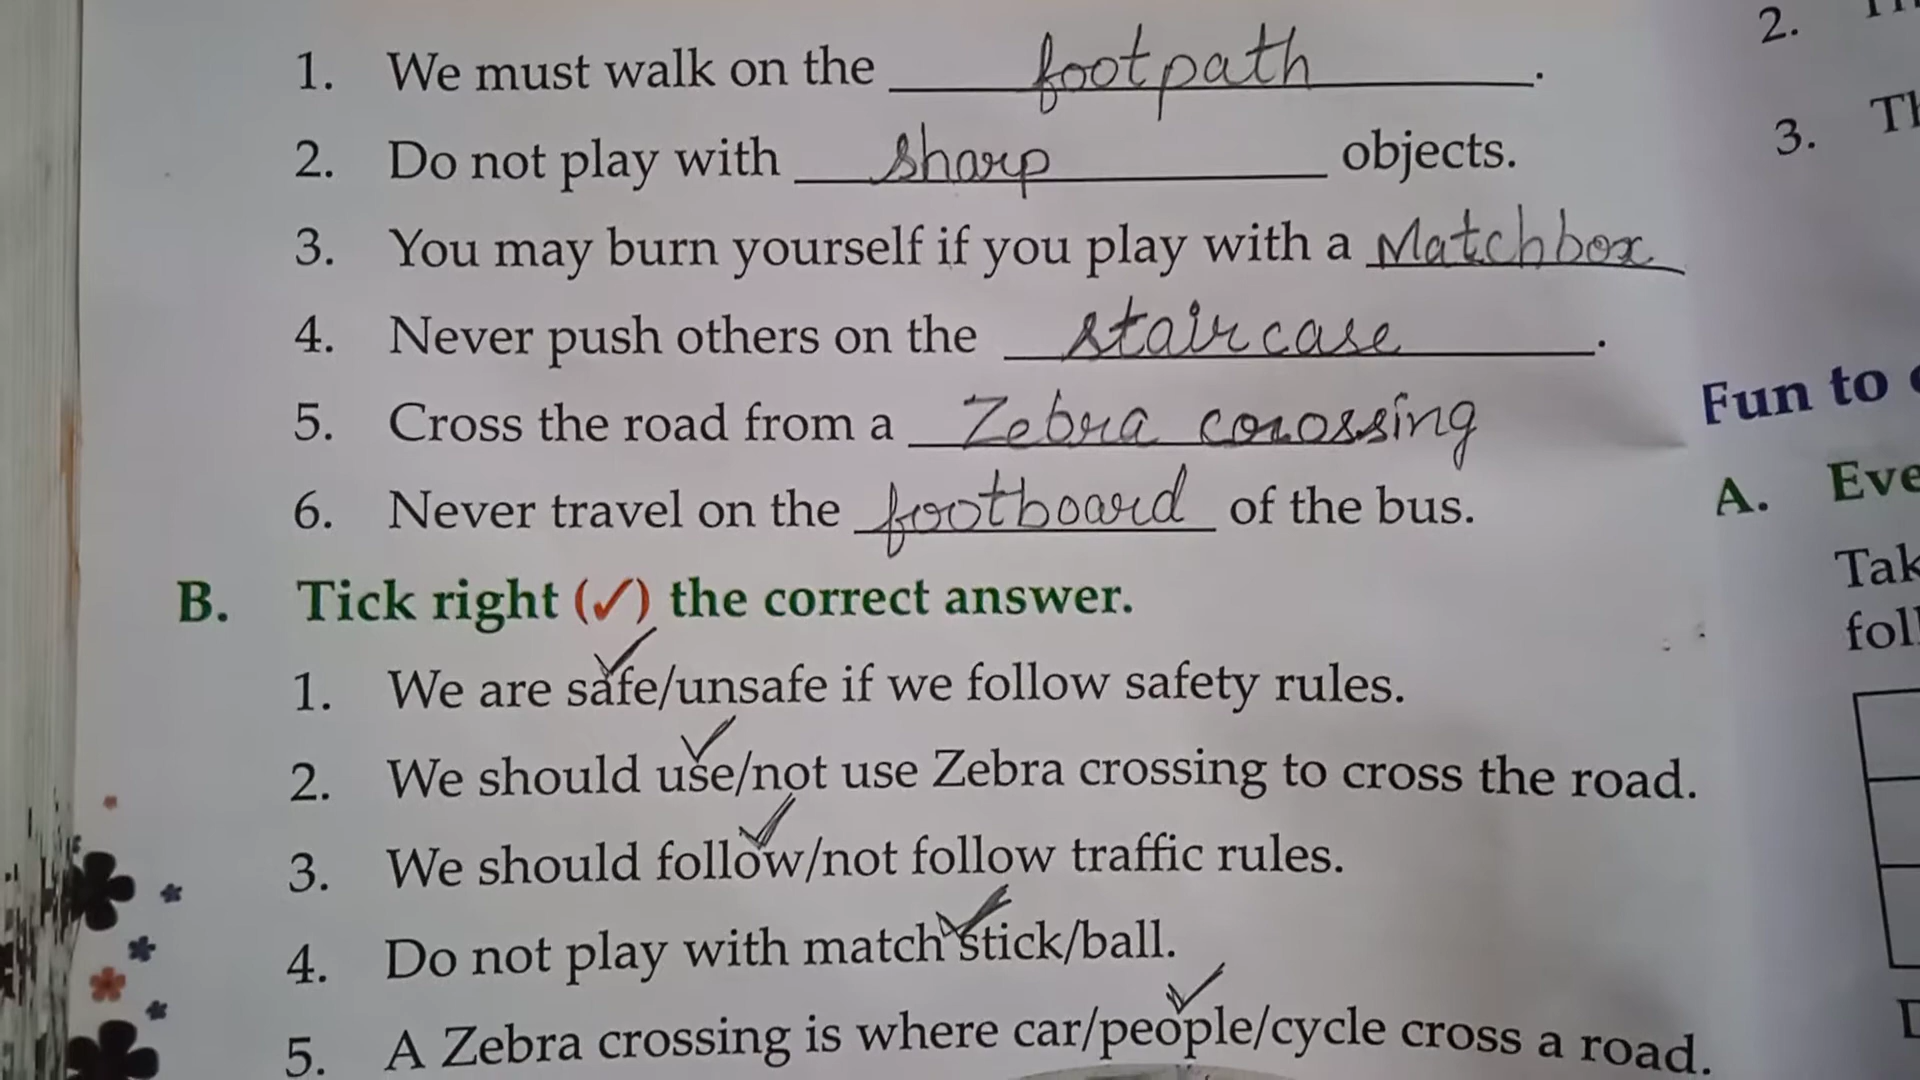 1. We must walk on the footpath.
2. Do not play with sharp objects.
3. You may burn yourself if you play with a Matchbox
4. Never push others on the staircase.
5. Cross the road from a Zebra crossing
6. Never travel on the footboard of the bus.
B. Tick right (✓) the correct answer.
1. We are safe/unsafe if we follow safety rules.
2. We should use/not use Zebra crossing to cross the road.
3. We should follow/not follow traffic rules.
4. Do not play with match stick/ball.
5. A Zebra crossing is where car/people/cycle cross a road.
2.
3.
Fun to
A.